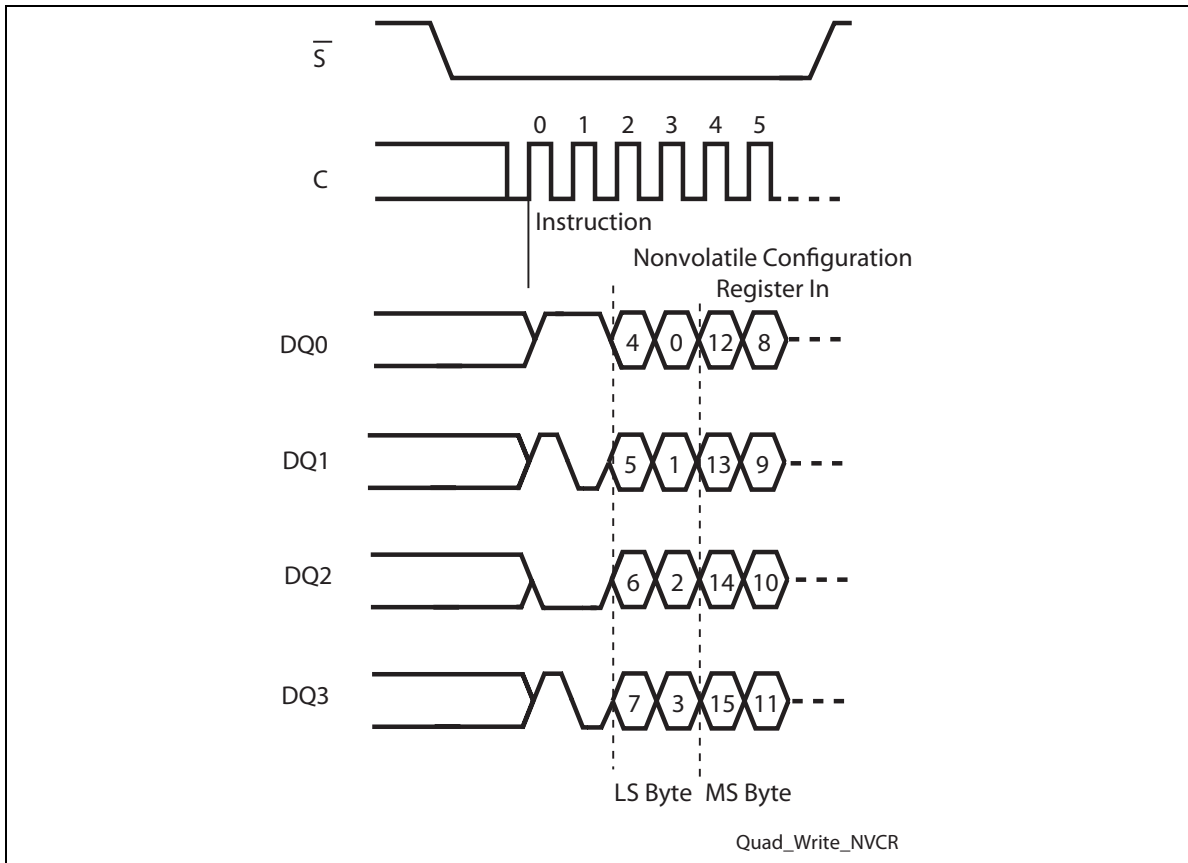 S
0 1 2 3 4 5
C
Instruction
Nonvolatile Configuration
Register In
DQ0 4 0 12 8
DQ1 5 1 13 9
DQ2 6 2 14 10
DQ3 7 3 15 11
LS Byte MS Byte
Quad_Write_NVCR